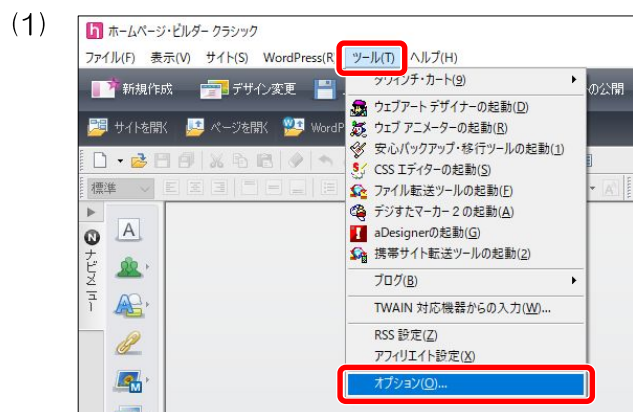 (1)
ホームページ・ビルダー クラシック
ファイル(F) 表示(V) サイト(S) WordPress(R ツール(T) ヘルプ(H)
クワインチ・カート(9)
新規作成 デザイン変更 の公開
ウェブアート デザイナーの起動(D)
サイトを開く ページを開く WordP
ウェブ アニメーターの起動(R)
安心バックアップ・移行ツールの起動(1)
CSS エディターの起動(S)
標準
ファイル転送ツールの起動(F)
デジすたマーカー 2 の起動(A)
aDesignerの起動(G)
ナビメニュー
携帯サイト転送ツールの起動(2)
ブログ(B)
TWAIN 対応機器からの入力(W)...
RSS 設定(Z)
アフィリエイト設定(X)
オプション(O)...